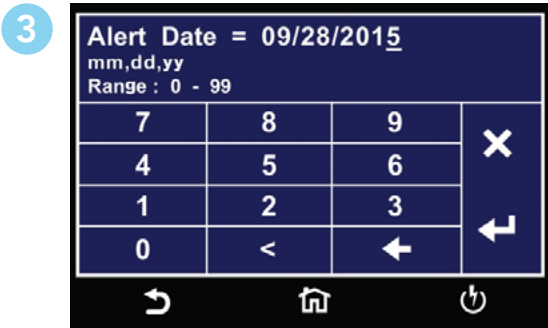 3
Alert Date = 09/28/2015
mm,dd,yy
Range : 0 - 99
7 8 9
4 5 6
1 2 3
0 <